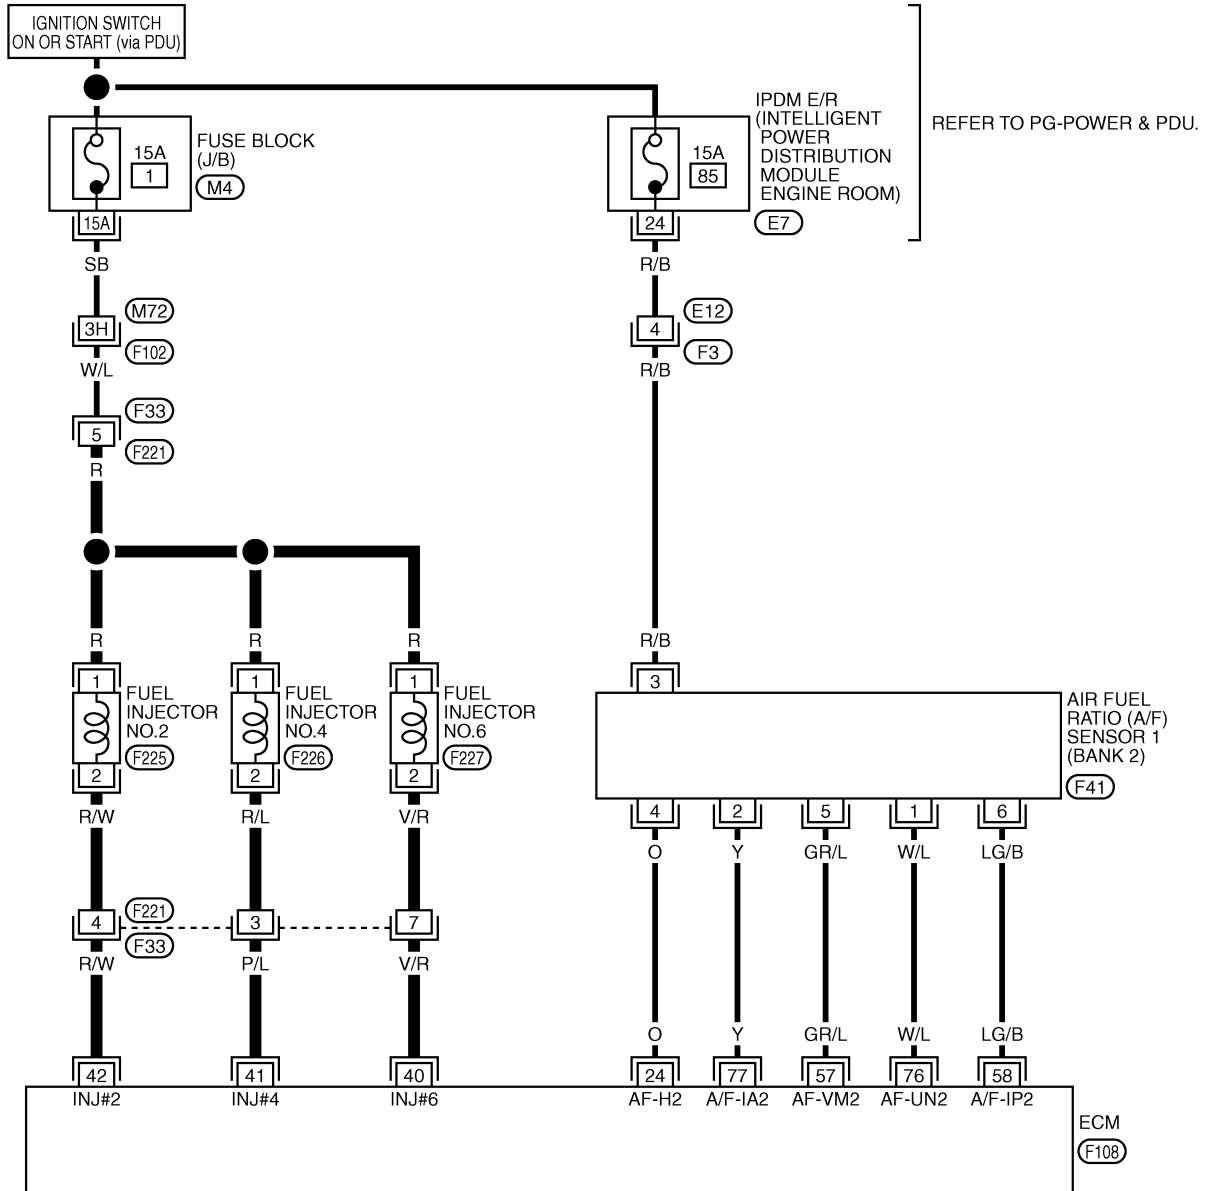 IGNITION SWITCH
ON OR START (via PDU)
15A
1
15A
FUSE BLOCK
(J/B)
M4
15A
85
24
IPDM E/R
(INTELLIGENT
POWER
DISTRIBUTION
MODULE
ENGINE ROOM)
E7
REFER TO PG-POWER & PDU.
SB
R/B
M72
3H
F102
E12
4
F3
W/L
R/B
F33
5
F221
R
R
R
R
R/B
1
1
1
3
FUEL
INJECTOR
NO.2
F225
FUEL
INJECTOR
NO.4
F226
FUEL
INJECTOR
NO.6
F227
AIR FUEL
RATIO (A/F)
SENSOR 1
(BANK 2)
F41
2
2
2
4
2
5
1
6
R/W
R/L
V/R
O
Y
GR/L
W/L
LG/B
4
F221
F33
3
7
R/W
P/L
V/R
O
Y
GR/L
W/L
LG/B
42
41
40
24
77
57
76
58
INJ#2
INJ#4
INJ#6
AF-H2
A/F-IA2
AF-VM2
AF-UN2
A/F-IP2
ECM
F108